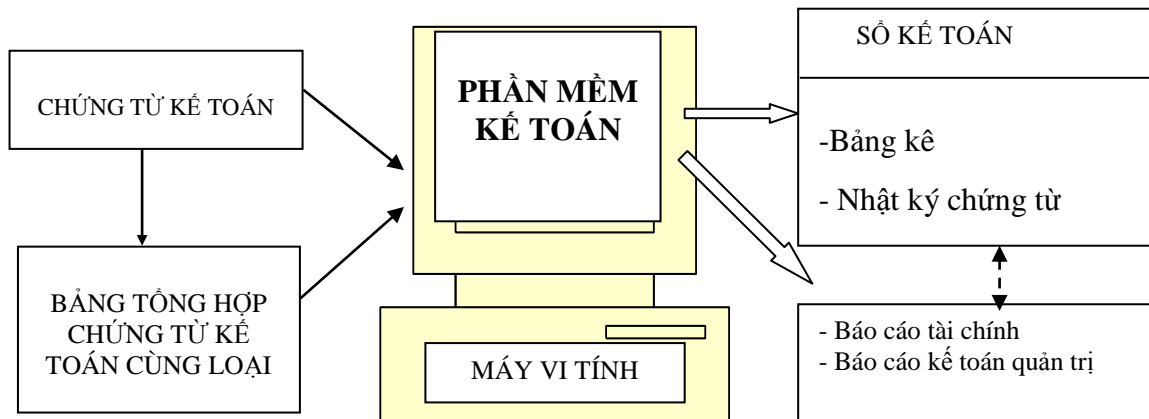 CHỨNG TỪ KẾ TOÁN
BẢNG TỔNG HỢP
CHỨNG TỪ KẾ
TOÁN CÙNG LOẠI
PHẦN MỀM
KẾ TOÁN
MÁY VI TÍNH
SỔ KẾ TOÁN
-Bảng kê
- Nhật ký chứng từ
- Báo cáo tài chính
- Báo cáo kế toán quản trị